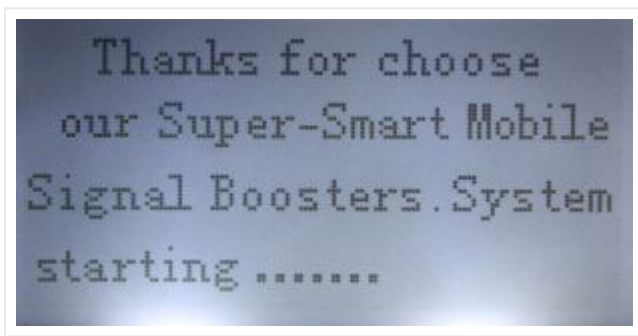 Thanks for choose
our Super-Smart Mobile
Signal Boosters.System
starting .......